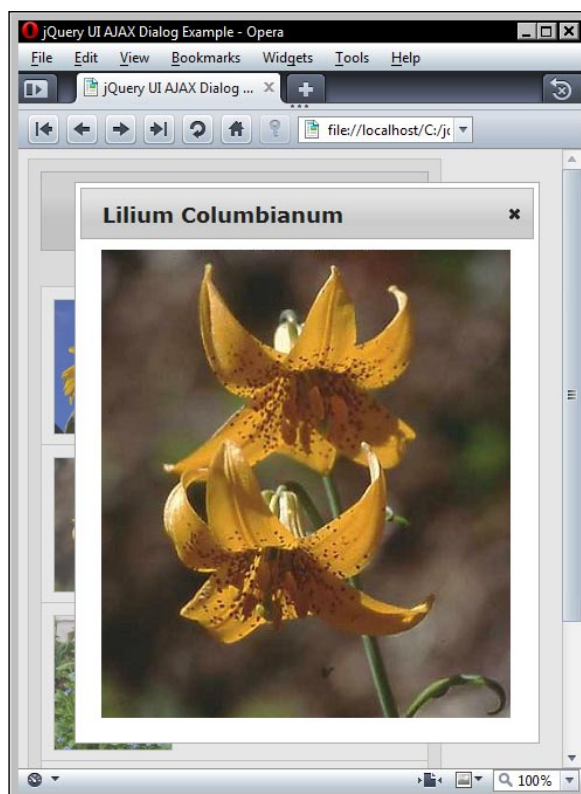 jQuery UI AJAX Dialog Example - Opera
File Edit View Bookmarks Widgets Tools Help
jQuery UI AJAX Dialog ...
file://localhost/C:/jq
Lilium Columbianum
100%